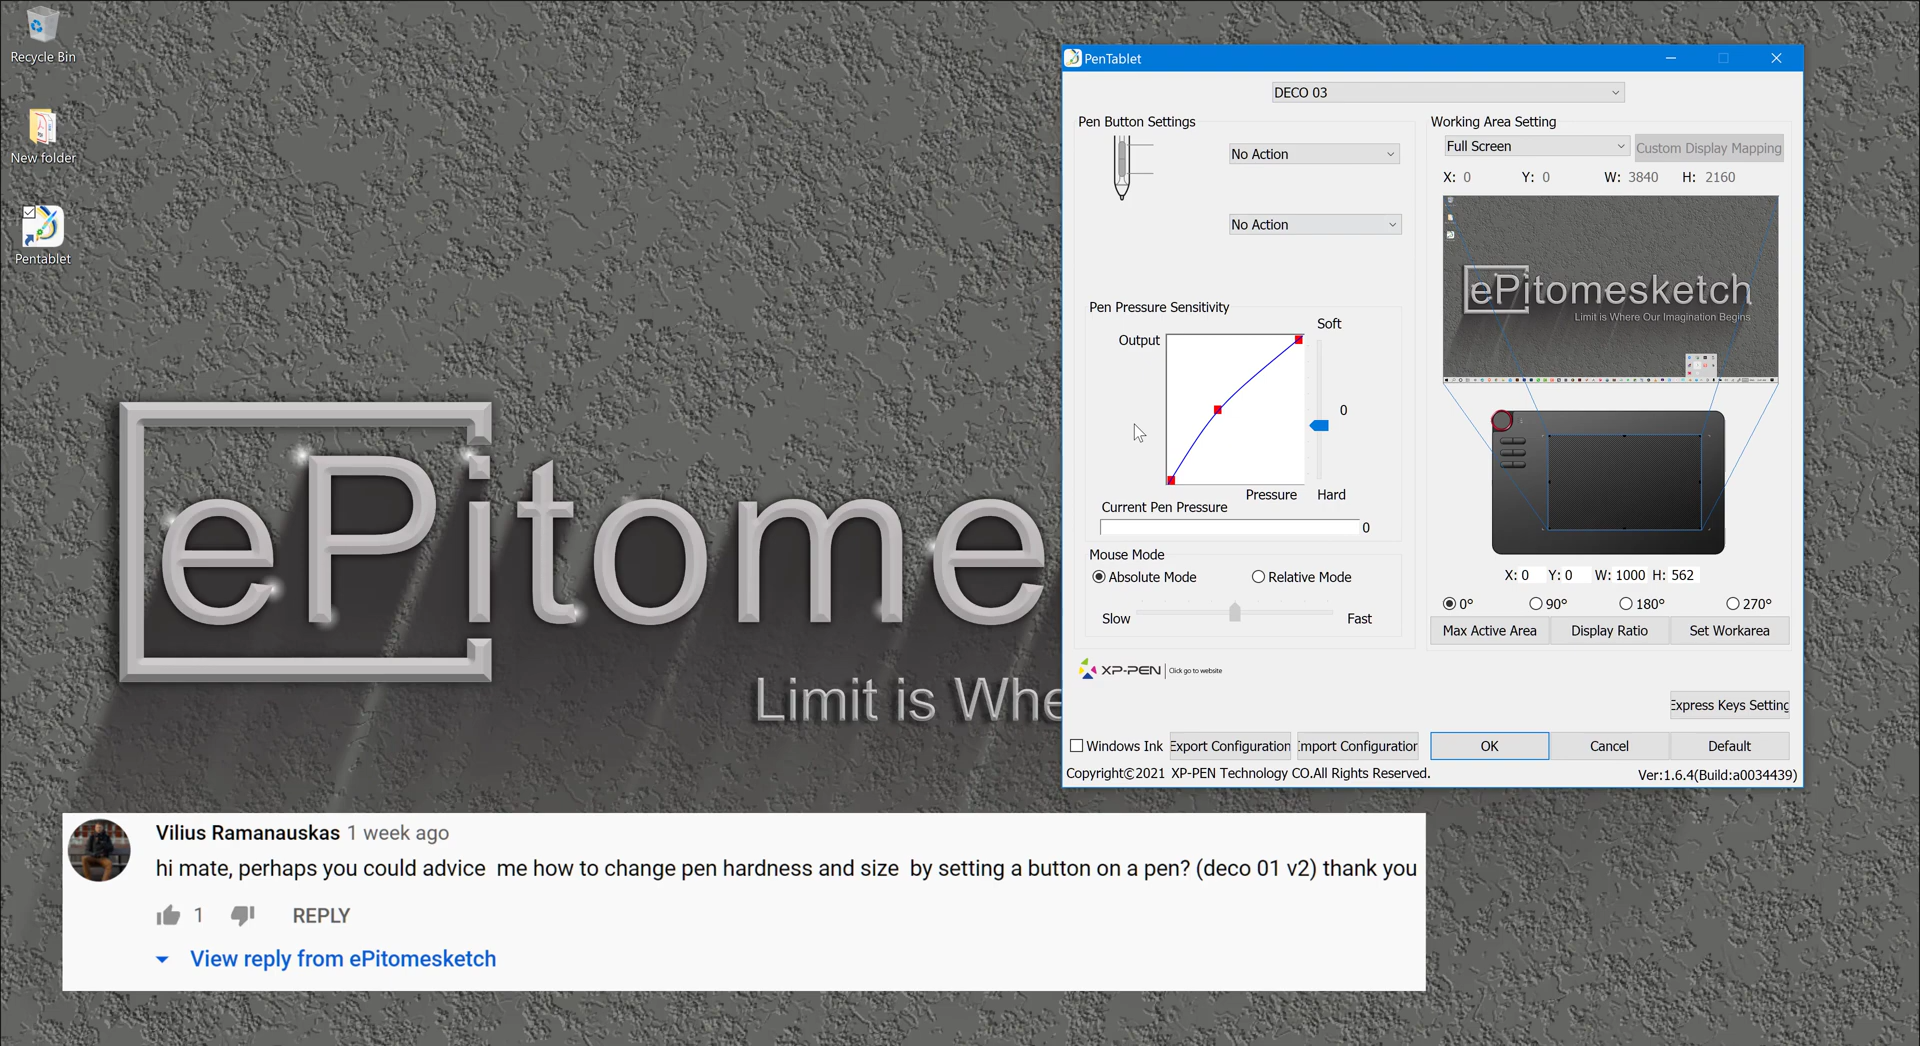 Recycle Bin
New folder
Pentablet
ePitome
Limit is Whe
PenTablet
DECO 03
Pen Button Settings
No Action
No Action
Pen Pressure Sensitivity
Soft
Output
0
Pressure
Hard
Current Pen Pressure
0
Mouse Mode
Absolute Mode
Relative Mode
Slow
Fast
XP-PEN | Click go to website
Working Area Setting
Full Screen
Custom Display Mapping
X: 0 Y: 0 W: 3840 H: 2160
ePitomesketch
Limit is Where Our Imagination Begins
X: 0 Y: 0 W: 1000 H: 562
0° 90° 180° 270°
Max Active Area
Display Ratio
Set Workarea
Express Keys Setting
Windows Ink
Export Configuration
Import Configuration
OK
Cancel
Default
Copyright©2021 XP-PEN Technology CO.All Rights Reserved.
Ver:1.6.4(Build:a0034439)
Vilius Ramanauskas 1 week ago
hi mate, perhaps you could advice  me how to change pen hardness and size  by setting a button on a pen? (deco 01 v2) thank you
1
REPLY
View reply from ePitomesketch